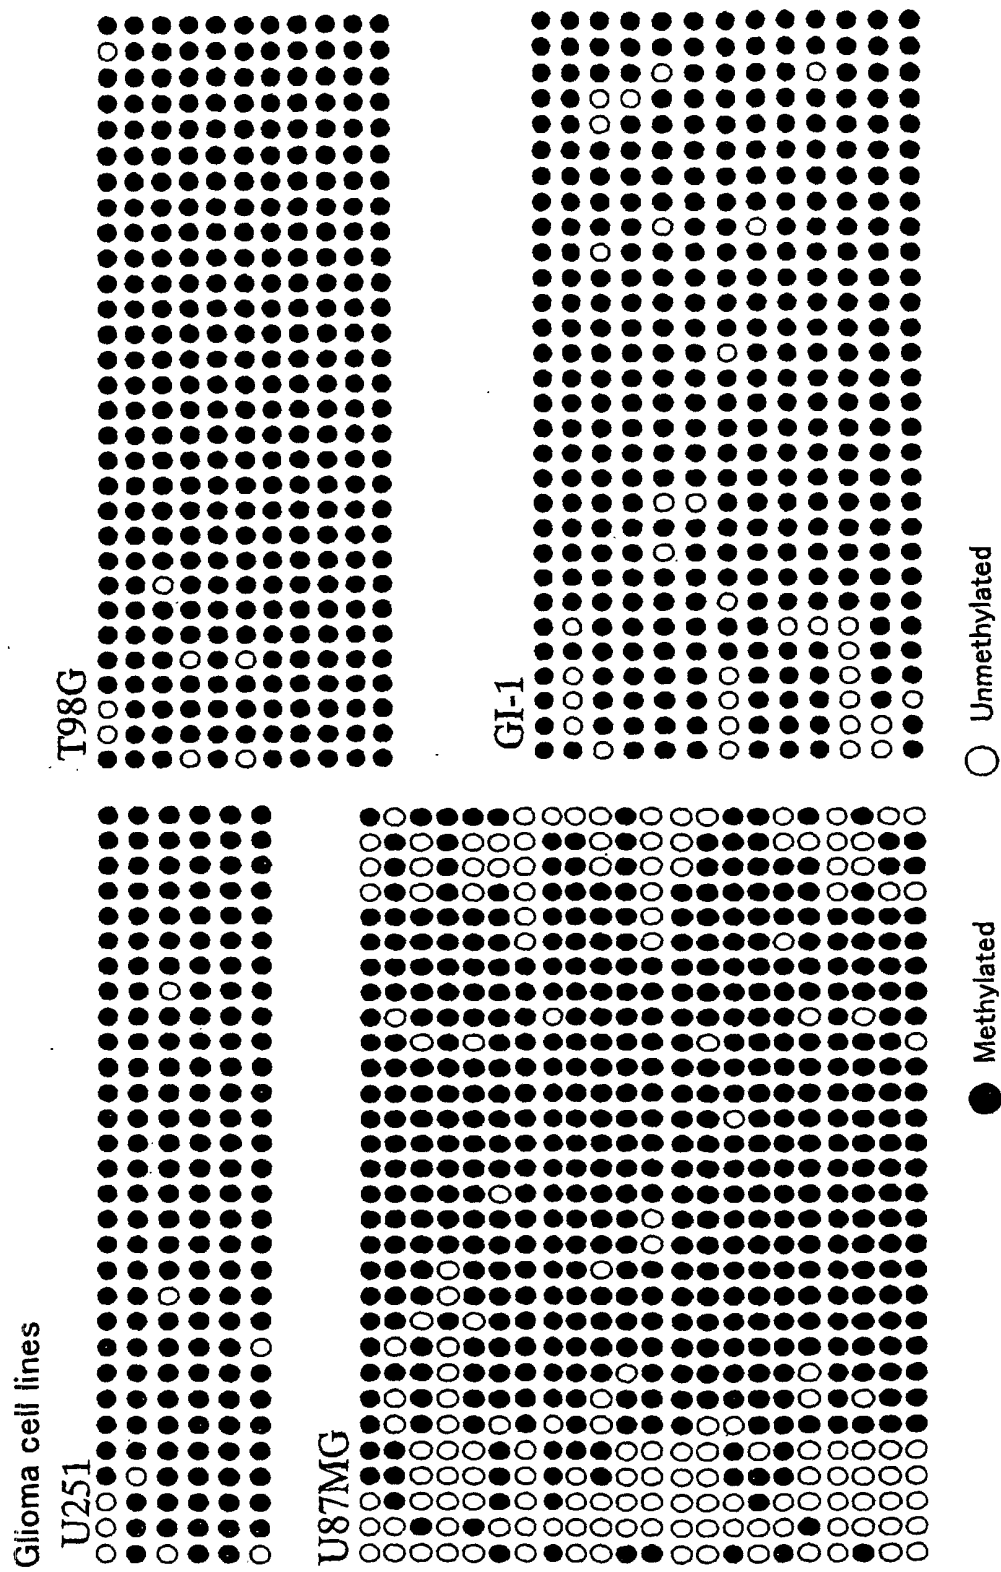 Glioma cell lines
U251
T98G
U87MG
GI-1
Methylated
Unmethylated